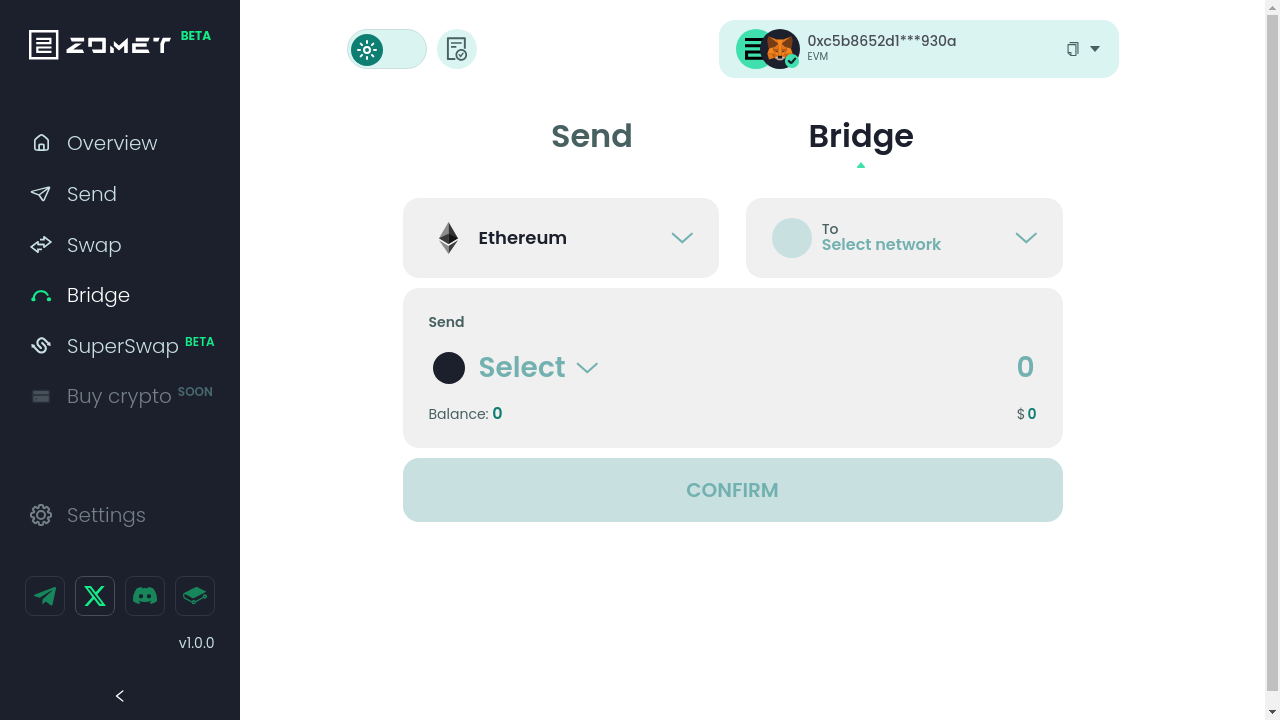 ZOMET BETA
Overview
Send
Swap
Bridge
SuperSwap BETA
Buy crypto SOON
Settings
v1.0.0
0xc5b8652d1***930a
EVM
Send Bridge
Ethereum
To
Select network
Send
Select 0
Balance: 0 $ 0
CONFIRM